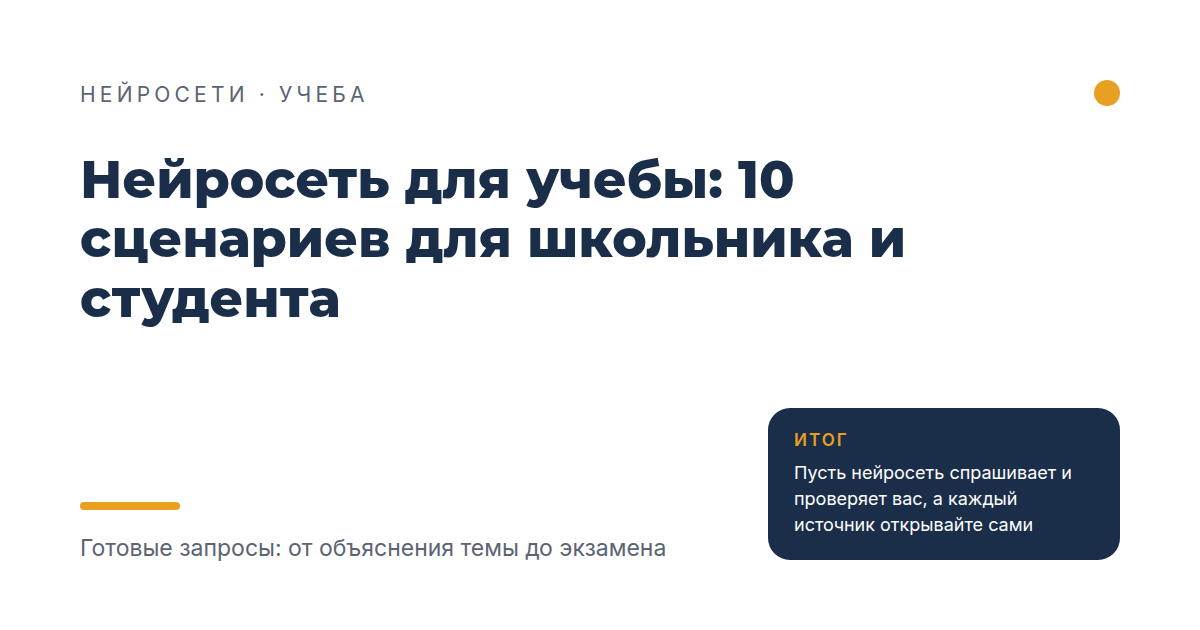 НЕЙРОСЕТИ · УЧЕБА
Нейросеть для учебы: 10
сценариев для школьника и
студента
ИТОГ
Пусть нейросеть спрашивает и
проверяет вас, а каждый
источник открывайте сами
Готовые запросы: от объяснения темы до экзамена